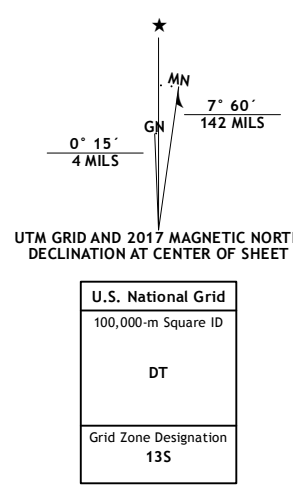 ★
MN
GN
7° 60´
142 MILS
0° 15´
4 MILS
UTM GRID AND 2017 MAGNETIC NORTH
DECLINATION AT CENTER OF SHEET
U.S. National Grid
100,000-m Square ID
DT
Grid Zone Designation
13S